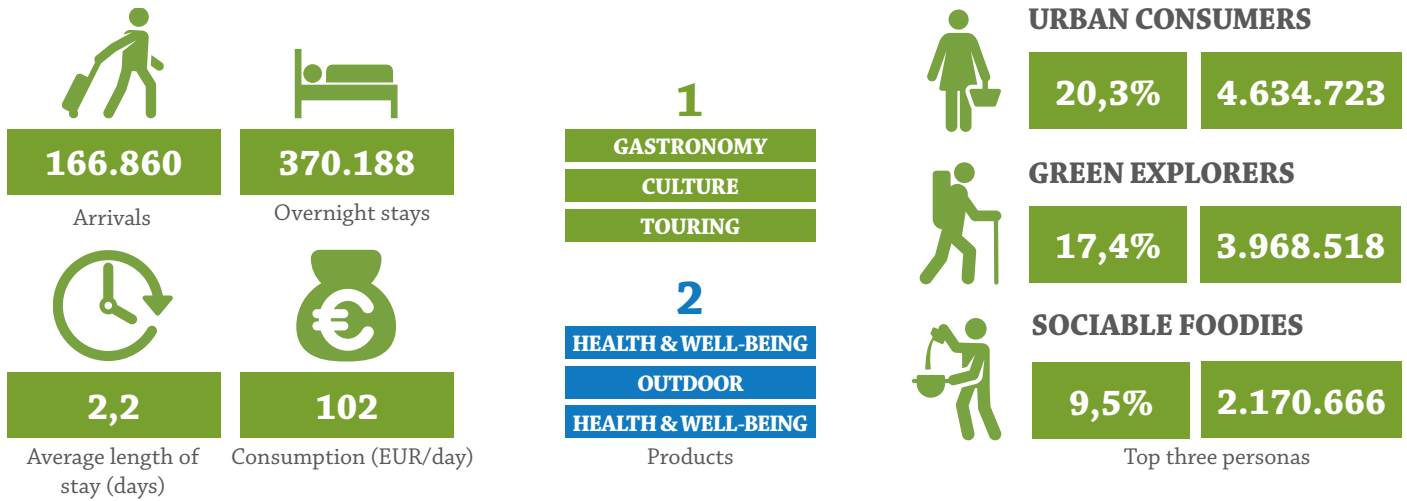 166.860
Arrivals
370.188
Overnight stays
2,2
Average length of
stay (days)
102
Consumption (EUR/day)
1
GASTRONOMY
CULTURE
TOURING
2
HEALTH & WELL-BEING
OUTDOOR
HEALTH & WELL-BEING
Products
URBAN CONSUMERS
20,3% 4.634.723
GREEN EXPLORERS
17,4% 3.968.518
SOCIABLE FOODIES
9,5% 2.170.666
Top three personas